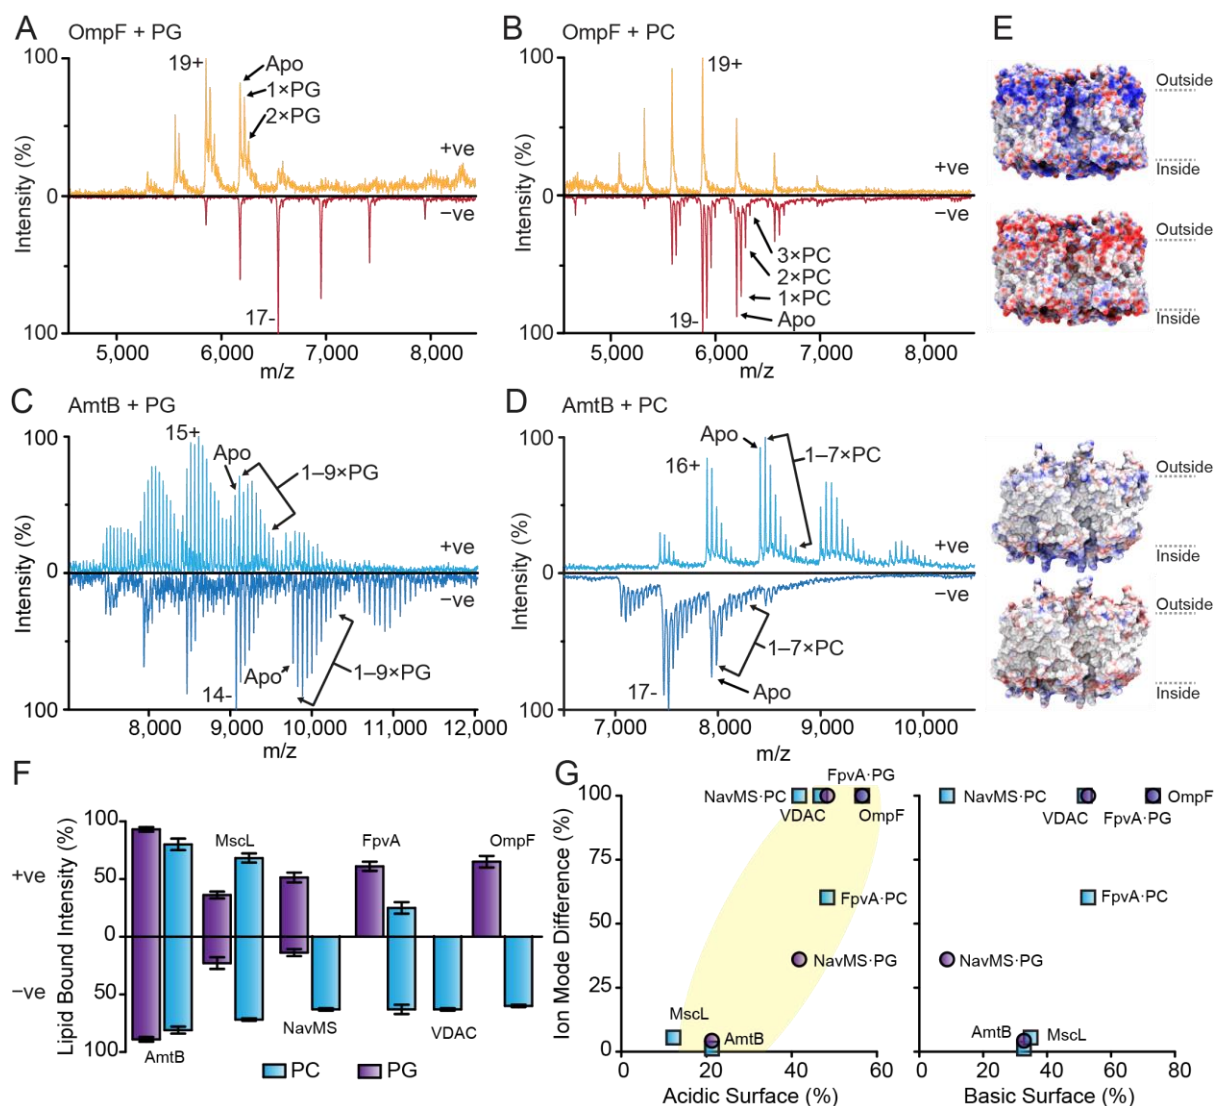 A
OmpF + PG
100
Intensity (%)
0
100
19+
Apo
1×PG
2×PG
+ve
−ve
17-
5,000
6,000
7,000
8,000
m/z
B
OmpF + PC
100
Intensity (%)
0
100
19+
+ve
−ve
3×PC
2×PC
1×PC
Apo
19-
5,000
6,000
7,000
8,000
m/z
E
Outside
Inside
Outside
Inside
C
AmtB + PG
100
Intensity (%)
0
100
15+
Apo
1–9×PG
+ve
−ve
Apo
1–9×PG
14-
8,000
9,000
10,000
11,000
12,000
m/z
D
AmtB + PC
100
Intensity (%)
0
100
Apo
16+
1–7×PC
+ve
−ve
1–7×PC
17-
Apo
7,000
8,000
9,000
10,000
m/z
Outside
Inside
Outside
Inside
F
Lipid Bound Intensity (%)
+ve
−ve
100
50
0
50
100
MscL
FpvA
OmpF
NavMS
VDAC
AmtB
PC
PG
G
Ion Mode Difference (%)
100
75
50
25
0
FpvA·PG
NavMS·PC
VDAC
OmpF
FpvA·PC
NavMS·PG
MscL
AmtB
0
20
40
60
Acidic Surface (%)
NavMS·PC
OmpF
VDAC
FpvA·PG
FpvA·PC
NavMS·PG
AmtB
MscL
0
20
40
60
80
Basic Surface (%)